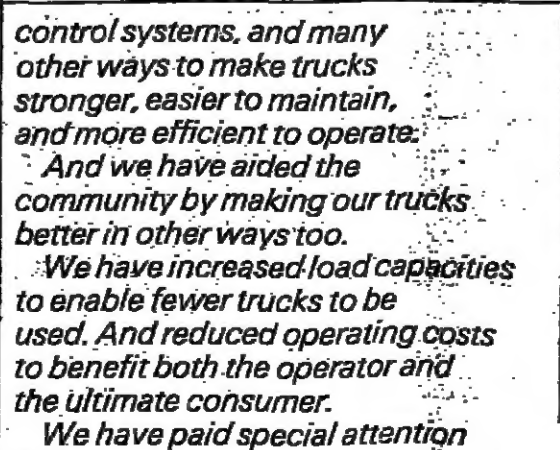 control systems, and many
other ways to make trucks
stronger, easier to maintain,
and more efficient to operate.
And we have aided the
community by making our trucks
better in other ways too.
We have increased load capacities
to enable fewer trucks to be
used. And reduced operating costs
to benefit both the operator and
the ultimate consumer.
We have paid special attention